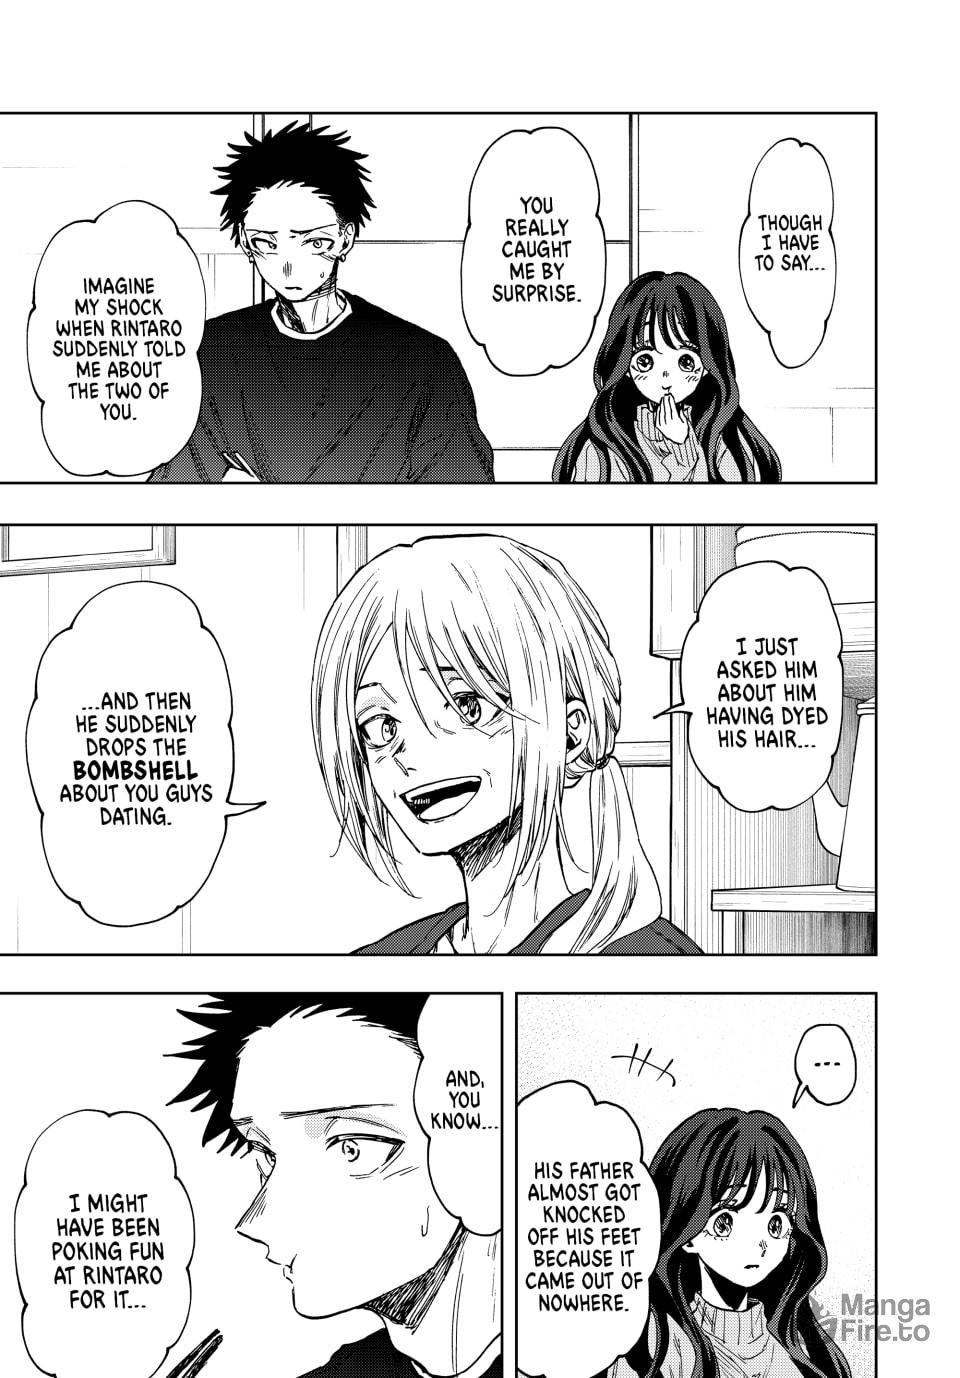 THOUGH
I HAVE
TO SAY...
YOU
REALLY
CAUGHT
ME BY
SURPRISE.
IMAGINE
MY SHOCK
WHEN RINTARO
SUDDENLY TOLD
ME ABOUT
THE TWO OF
YOU.
I JUST
ASKED HIM
ABOUT HIM
HAVING DYED
HIS HAIR...
...AND THEN
HE SUDDENLY
DROPS THE
BOMBSHELL
ABOUT YOU GUYS
DATING.
...
HIS FATHER
ALMOST GOT
KNOCKED
OFF HIS FEET
BECAUSE IT
CAME OUT OF
NOWHERE.
AND,
YOU
KNOW...
I MIGHT
HAVE BEEN
POKING FUN
AT RINTARO
FOR IT...
Manga
Fire.to